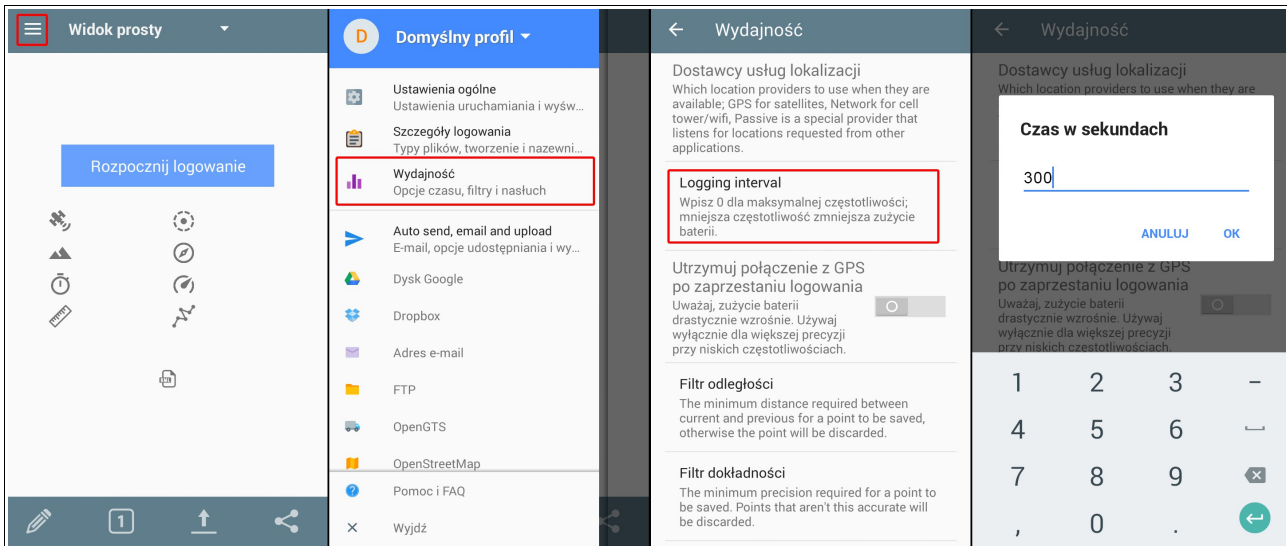 Widok prosty
Rozpocznij logowanie
1
D
Domyślny profil
Ustawienia ogólne
Ustawienia uruchamiania i wyśw...
Szczegóły logowania
Typy plików, tworzenie i nazewni...
Wydajność
Opcje czasu, filtry i nasłuch
Auto send, email and upload
E-mail, opcje udostępniania i wy...
Dysk Google
Dropbox
Adres e-mail
FTP
OpenGTS
OpenStreetMap
Pomoc i FAQ
Wyjdź
Wydajność
Dostawcy usług lokalizacji
Which location providers to use when they are
available; GPS for satellites, Network for cell
tower/wifi, Passive is a special provider that
listens for locations requested from other
applications.
Logging interval
Wpisz 0 dla maksymalnej częstotliwości;
mniejsza częstotliwość zmniejsza zużycie
baterii.
Utrzymuj połączenie z GPS
po zaprzestaniu logowania
Uważaj, zużycie baterii
drastycznie wzrośnie. Używaj
wyłącznie dla większej precyzji
przy niskich częstotliwościach.
Filtr odległości
The minimum distance required between
current and previous for a point to be saved,
otherwise the point will be discarded.
Filtr dokładności
The minimum precision required for a point to
be saved. Points that aren't this accurate will
be discarded.
Wydajność
Dostawcy usług lokalizacji
Which location providers to use when they are
Czas w sekundach
300
ANULUJ OK
Utrzymuj połączenie z GPS
po zaprzestaniu logowania
Uważaj, zużycie baterii
drastycznie wzrośnie. Używaj
wyłącznie dla większej precyzji
przy niskich częstotliwościach.
1 2 3 -
4 5 6
7 8 9
, 0 .